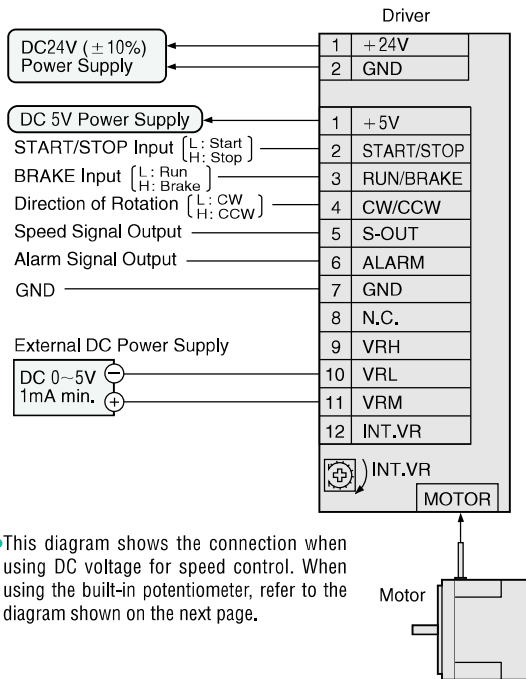 Driver
DC24V (±10%)
Power Supply
1 +24V
2 GND
DC 5V Power Supply
1 +5V
START/STOP Input [L: Start
H: Stop]
2 START/STOP
BRAKE Input [L: Run
H: Brake]
3 RUN/BRAKE
Direction of Rotation [L: CW
H: CCW]
4 CW/CCW
Speed Signal Output
5 S-OUT
Alarm Signal Output
6 ALARM
GND
7 GND
8 N.C.
External DC Power Supply
9 VRH
DC 0~5V
1mA min.
−
10 VRL
+
11 VRM
12 INT.VR
INT.VR
MOTOR
Motor
•This diagram shows the connection when
using DC voltage for speed control. When
using the built-in potentiometer, refer to the
diagram shown on the next page.